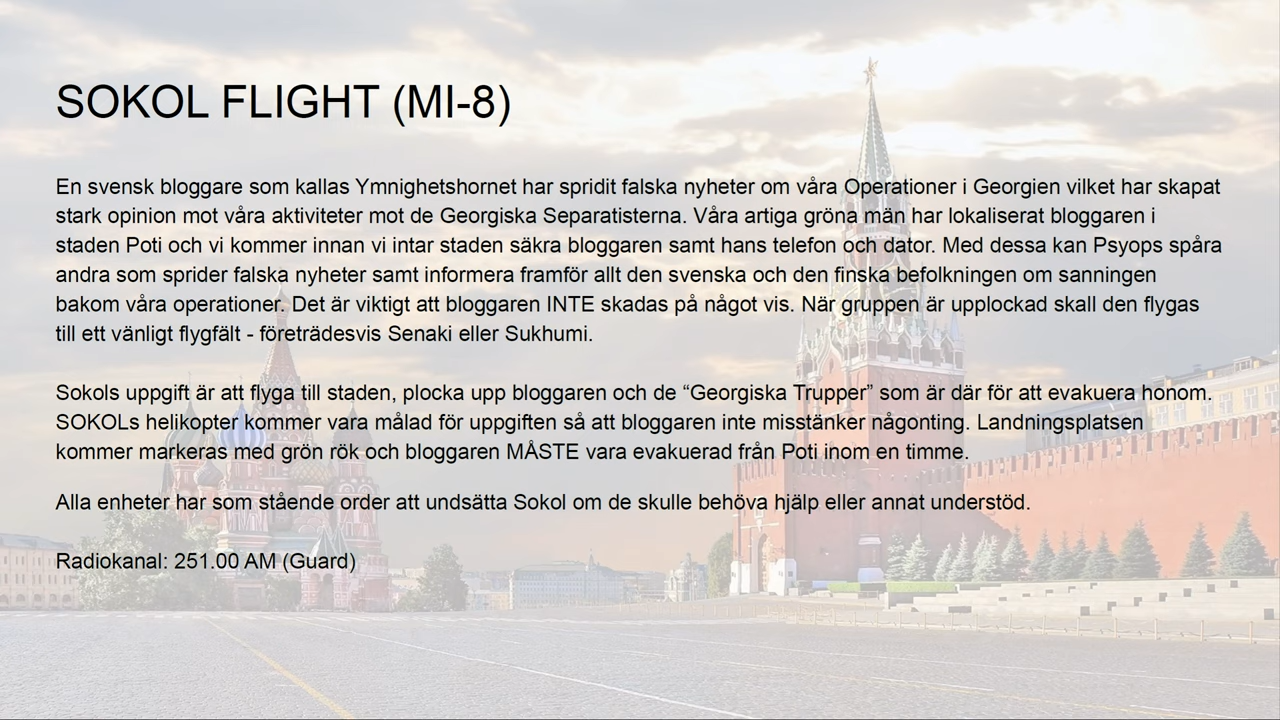 SOKOL FLIGHT (MI-8)
En svensk bloggare som kallas Ymnighetshornet har spridit falska nyheter om våra Operationer i Georgien vilket har skapat
stark opinion mot våra aktiviteter mot de Georgiska Separatisterna. Våra artiga gröna män har lokaliserat bloggaren i
staden Poti och vi kommer innan vi intar staden säkra bloggaren samt hans telefon och dator. Med dessa kan Psyops spåra
andra som sprider falska nyheter samt informera framför allt den svenska och den finska befolkningen om sanningen
bakom våra operationer. Det är viktigt att bloggaren INTE skadas på något vis. När gruppen är upplockad skall den flygas
till ett vänligt flygfält - företrädesvis Senaki eller Sukhumi.
Sokols uppgift är att flyga till staden, plocka upp bloggaren och de “Georgiska Trupper” som är där för att evakuera honom.
SOKOLs helikopter kommer vara målad för uppgiften så att bloggaren inte misstänker någonting. Landningsplatsen
kommer markeras med grön rök och bloggaren MÅSTE vara evakuerad från Poti inom en timme.
Alla enheter har som stående order att undsätta Sokol om de skulle behöva hjälp eller annat understöd.
Radiokanal: 251.00 AM (Guard)